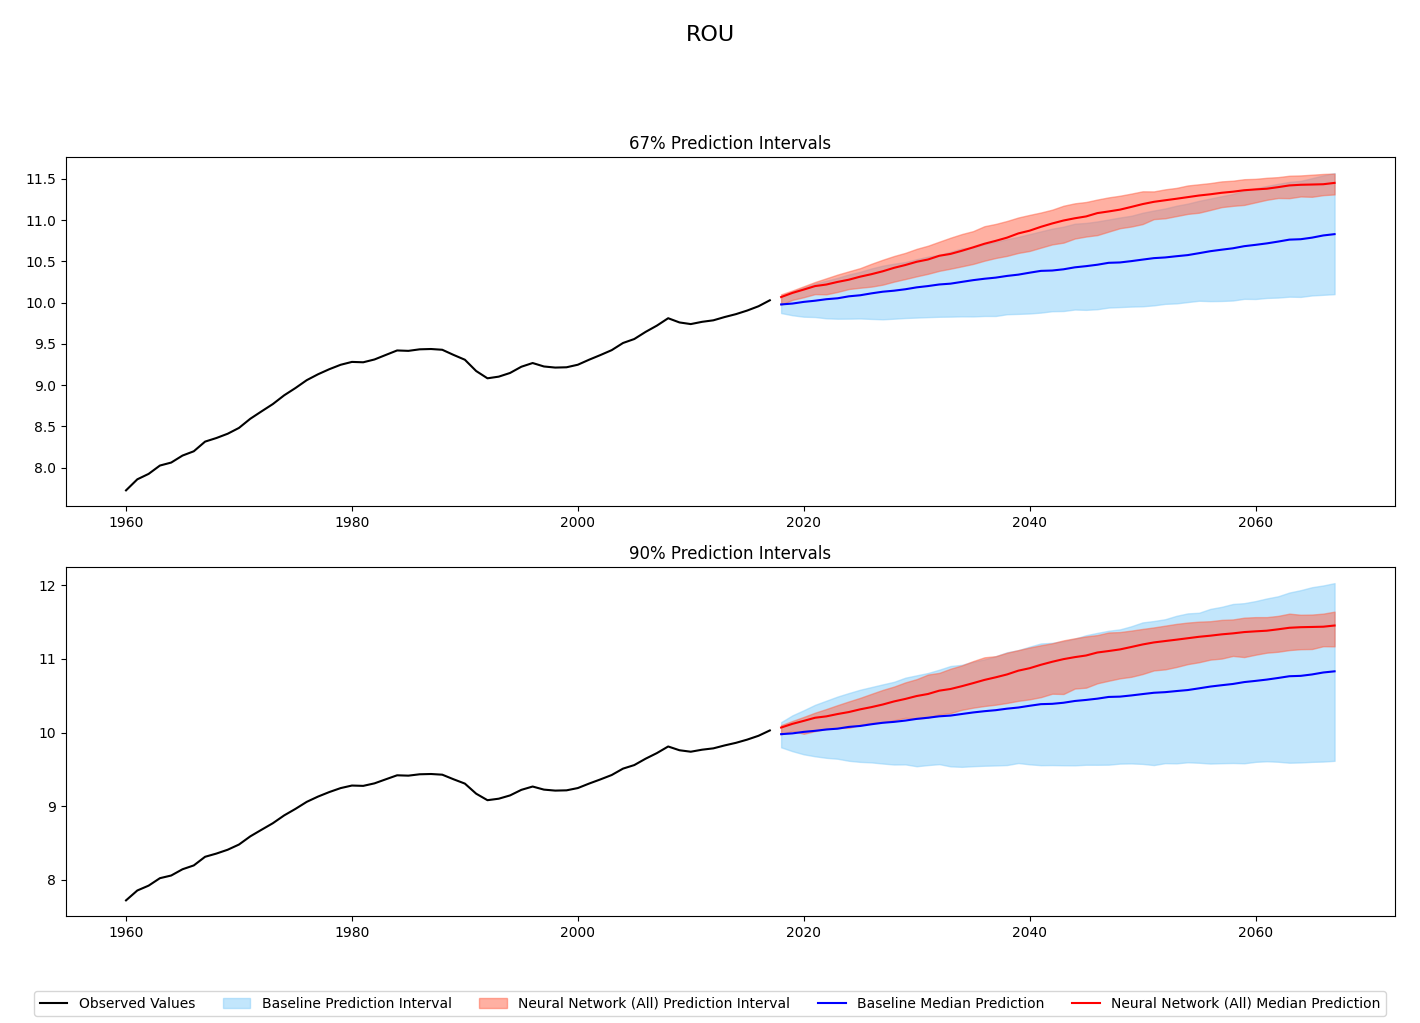 ROU
67% Prediction Intervals
11.5
11.0
10.5
10.0
9.5
9.0
8.5
8.0
1960 1980 2000 2020 2040 2060
90% Prediction Intervals
12
11
10
9
8
1960 1980 2000 2020 2040 2060
Observed Values Baseline Prediction Interval Neural Network (All) Prediction Interval Baseline Median Prediction Neural Network (All) Median Prediction